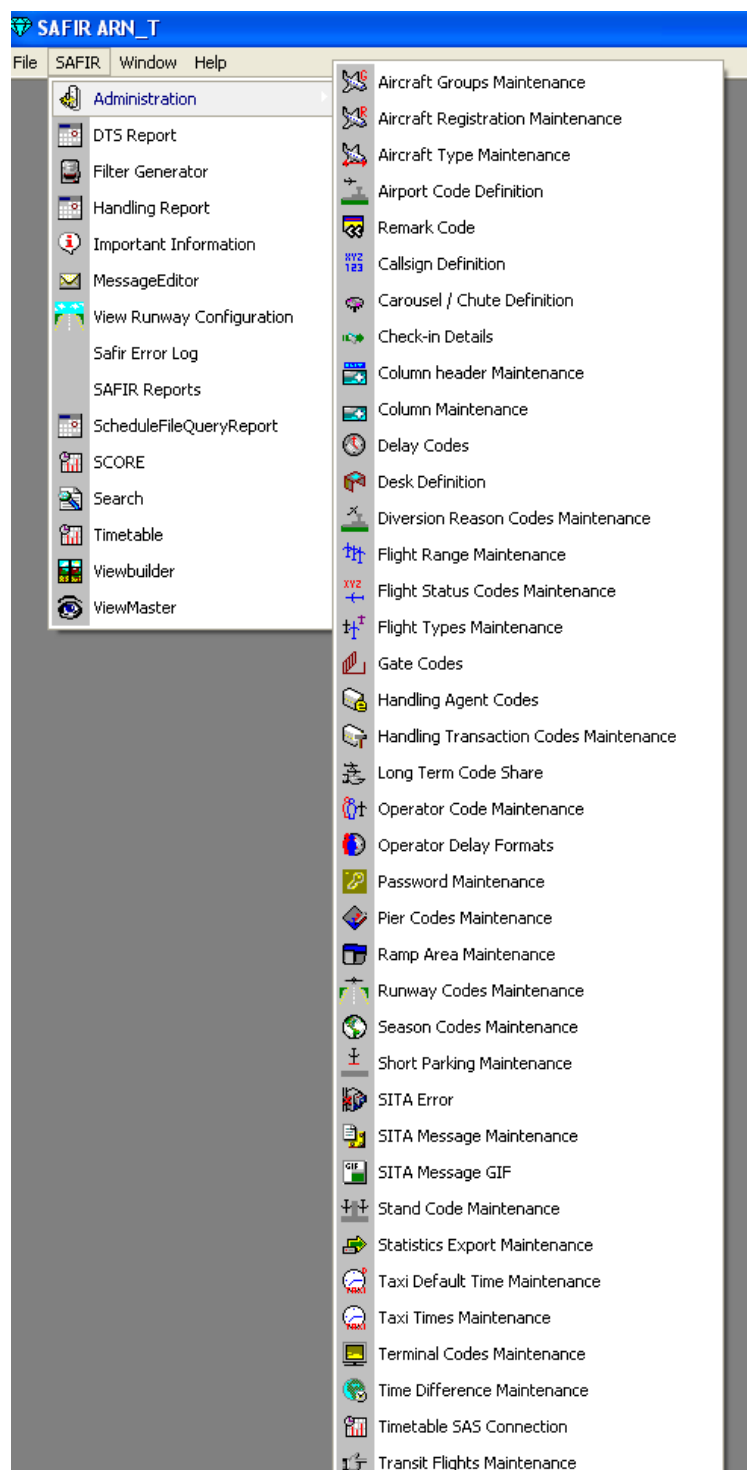 SAFIR ARN_T
File SAFIR Window Help
Administration
DTS Report
Filter Generator
Handling Report
Important Information
MessageEditor
View Runway Configuration
Safir Error Log
SAFIR Reports
ScheduleFileQueryReport
SCORE
Search
Timetable
Viewbuilder
ViewMaster
Aircraft Groups Maintenance
Aircraft Registration Maintenance
Aircraft Type Maintenance
Airport Code Definition
Remark Code
Callsign Definition
Carousel / Chute Definition
Check-in Details
Column header Maintenance
Column Maintenance
Delay Codes
Desk Definition
Diversion Reason Codes Maintenance
Flight Range Maintenance
Flight Status Codes Maintenance
Flight Types Maintenance
Gate Codes
Handling Agent Codes
Handling Transaction Codes Maintenance
Long Term Code Share
Operator Code Maintenance
Operator Delay Formats
Password Maintenance
Pier Codes Maintenance
Ramp Area Maintenance
Runway Codes Maintenance
Season Codes Maintenance
Short Parking Maintenance
SITA Error
SITA Message Maintenance
SITA Message GIF
Stand Code Maintenance
Statistics Export Maintenance
Taxi Default Time Maintenance
Taxi Times Maintenance
Terminal Codes Maintenance
Time Difference Maintenance
Timetable SAS Connection
Transit Flights Maintenance